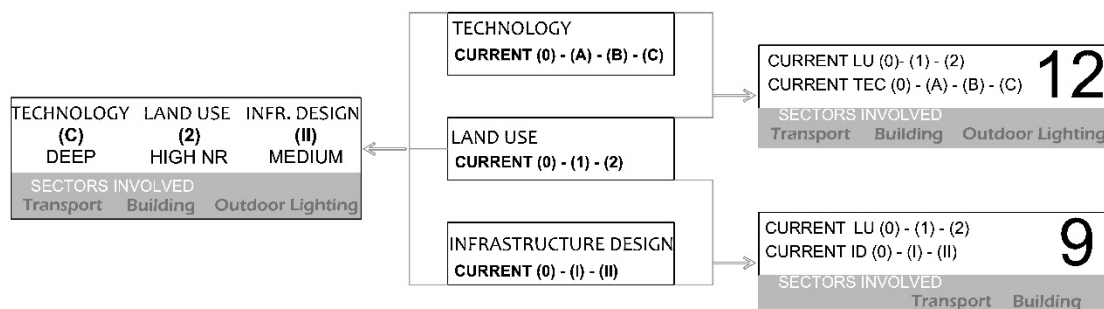 TECHNOLOGY LAND USE INFR. DESIGN
(C) (2) (II)
DEEP HIGH NR MEDIUM
SECTORS INVOLVED
Transport Building Outdoor Lighting
TECHNOLOGY
CURRENT (0) - (A) - (B) - (C)
LAND USE
CURRENT (0) - (1) - (2)
INFRASTRUCTURE DESIGN
CURRENT (0) - (I) - (II)
CURRENT LU (0)- (1) - (2)
CURRENT TEC (0) - (A) - (B) - (C)
12
SECTORS INVOLVED
Transport Building Outdoor Lighting
CURRENT LU (0) - (1) - (2)
CURRENT ID (0) - (I) - (II)
9
SECTORS INVOLVED
Transport Building